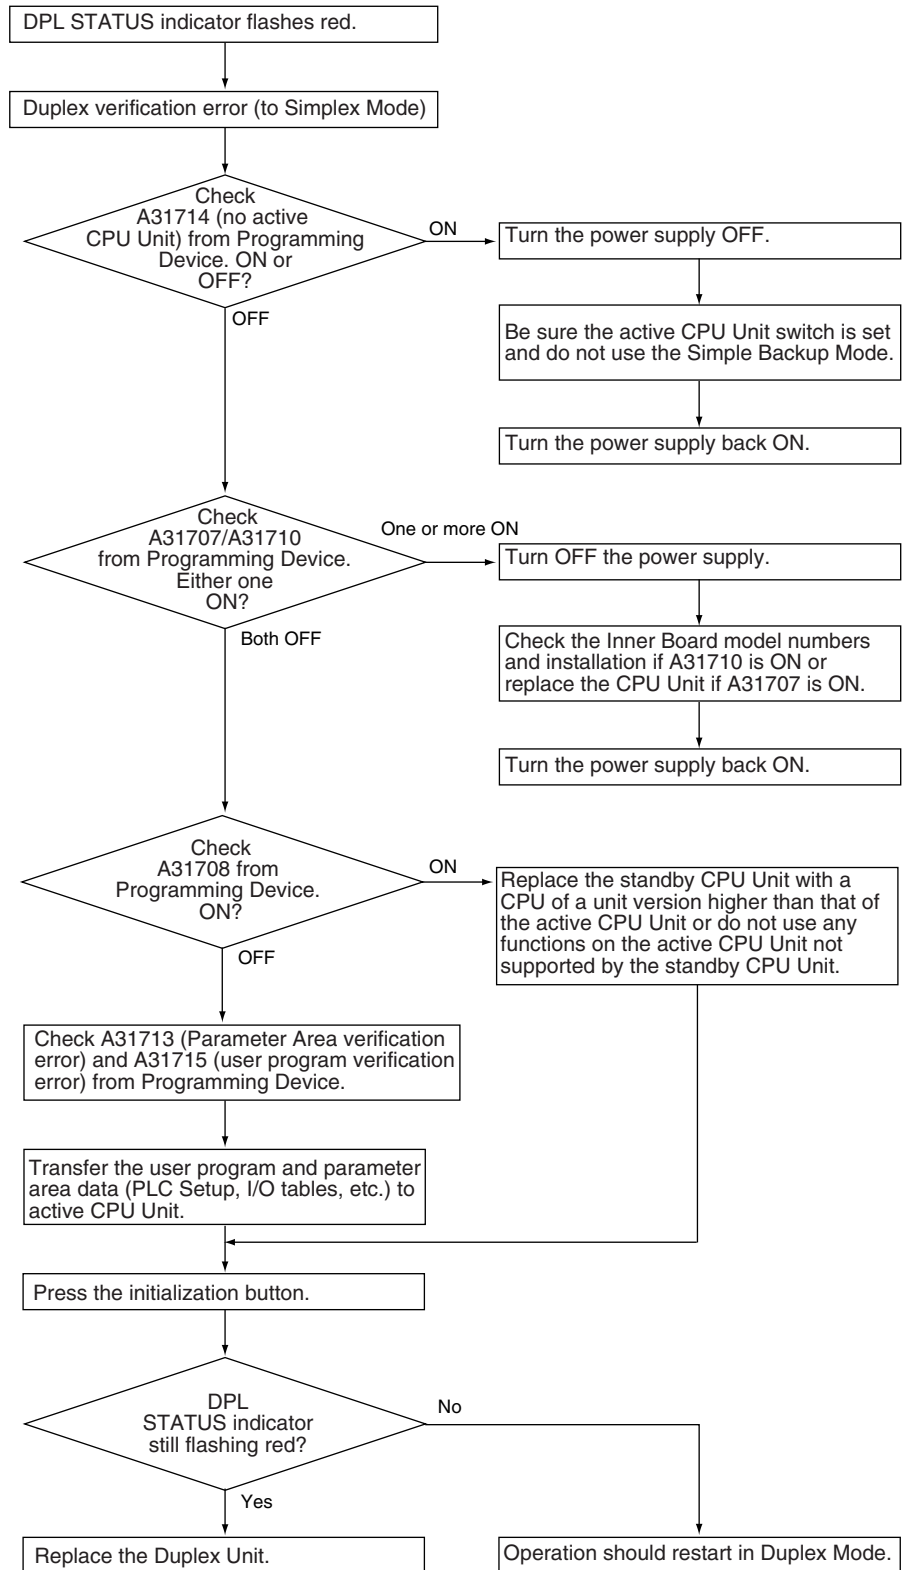 DPL STATUS indicator flashes red.
Duplex verification error (to Simplex Mode)
Check
A31714 (no active
CPU Unit) from Programming
Device. ON or
OFF?
ON
Turn the power supply OFF.
OFF
Be sure the active CPU Unit switch is set
and do not use the Simple Backup Mode.
Turn the power supply back ON.
Check
A31707/A31710
from Programming Device.
Either one
ON?
One or more ON
Turn OFF the power supply.
Both OFF
Check the Inner Board model numbers
and installation if A31710 is ON or
replace the CPU Unit if A31707 is ON.
Turn the power supply back ON.
Check
A31708 from
Programming Device.
ON?
ON
Replace the standby CPU Unit with a
CPU of a unit version higher than that of
the active CPU Unit or do not use any
functions on the active CPU Unit not
supported by the standby CPU Unit.
OFF
Check A31713 (Parameter Area verification
error) and A31715 (user program verification
error) from Programming Device.
Transfer the user program and parameter
area data (PLC Setup, I/O tables, etc.) to
active CPU Unit.
Press the initialization button.
DPL
STATUS indicator
still flashing red?
No
Yes
Replace the Duplex Unit.
Operation should restart in Duplex Mode.